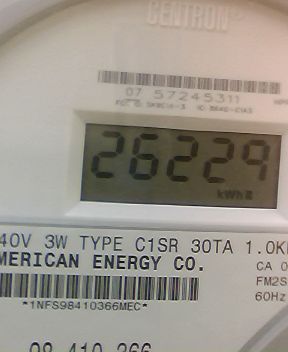 CENTRON®
07 57245311
26229
kWh
40V 3W TYPE C1SR 30TA 1.0K
MERICAN ENERGY CO.
CA 0
FM2S
60Hz
*1NFS98410366MEC*
98 410 366